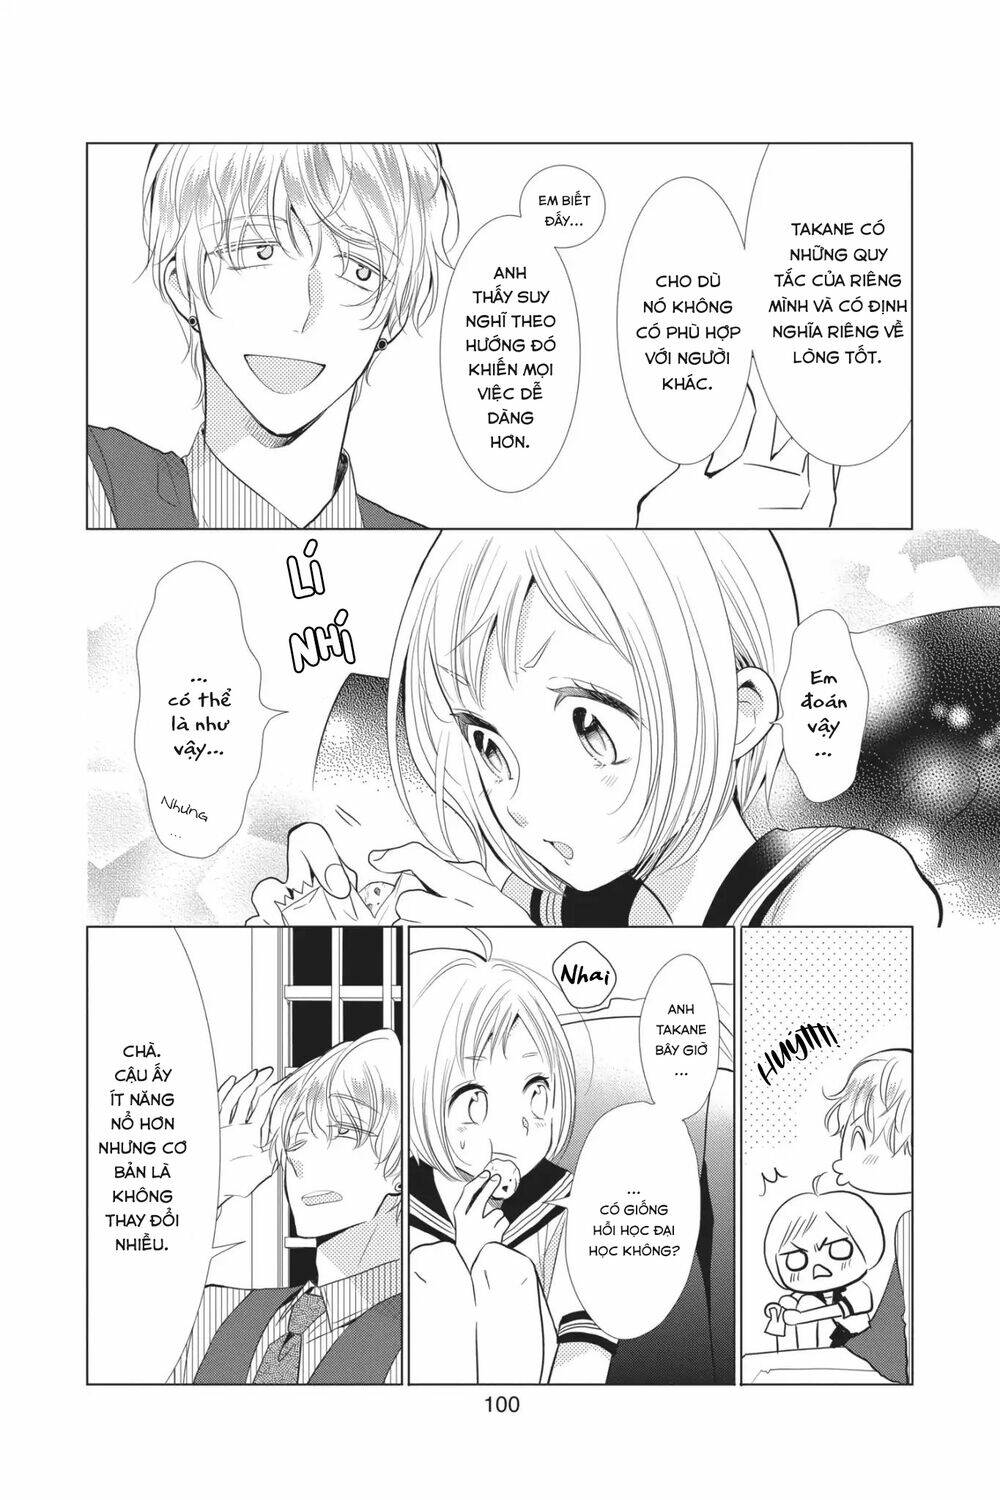 TAKANE CÓ
NHỮNG QUY
TẮC CỦA RIÊNG
MÌNH VÀ CÓ ĐỊNH
NGHĨA RIÊNG VỀ
LÒNG TỐT.
CHO DÙ
NÓ KHÔNG
CÓ PHÙ HỢP
VỚI NGƯỜI
KHÁC.
EM BIẾT
ĐẤY...
ANH
THẤY SUY
NGHĨ THEO
HƯỚNG ĐÓ
KHIẾN MỌI
VIỆC DỄ
DÀNG
HƠN.
Em
đoán
vậy
...
LÍ
NHÍ
...
có thể
là như
vậy...
Nhưng
...
HUÝTTTT
Nhai
ANH
TAKANE
BÂY GIỜ
...
...
CÓ GIỐNG
HỒI HỌC ĐẠI
HỌC KHÔNG?
CHÀ.
CẬU ẤY
ÍT NĂNG
NỔ HƠN
NHƯNG CƠ
BẢN LÀ
KHÔNG
THAY ĐỔI
NHIỀU.
100